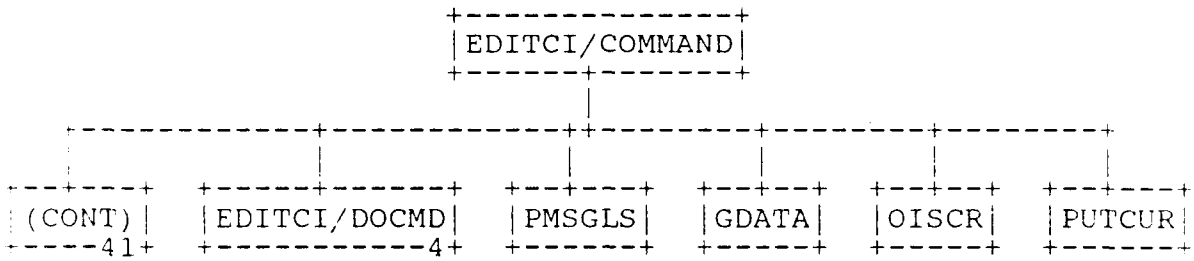 EDITCI/COMMAND
(CONT) EDITCI/DOCMD PMSGLS GDATA OISCR PUTCUR
41 4